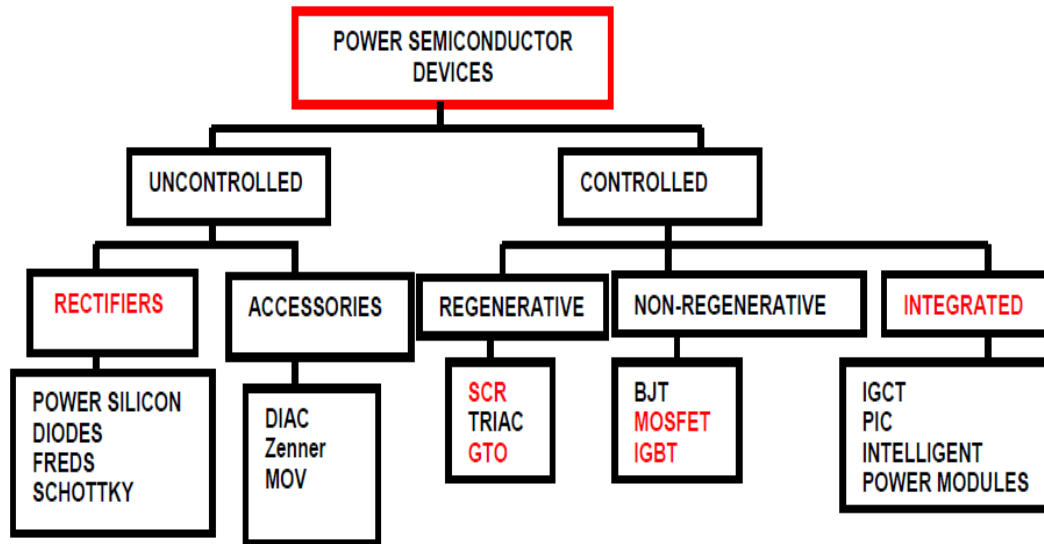 POWER SEMICONDUCTOR
DEVICES
UNCONTROLLED
CONTROLLED
RECTIFIERS
ACCESSORIES
REGENERATIVE
NON-REGENERATIVE
INTEGRATED
POWER SILICON
DIODES
FREDS
SCHOTTKY
DIAC
Zenner
MOV
SCR
TRIAC
GTO
BJT
MOSFET
IGBT
IGCT
PIC
INTELLIGENT
POWER MODULES